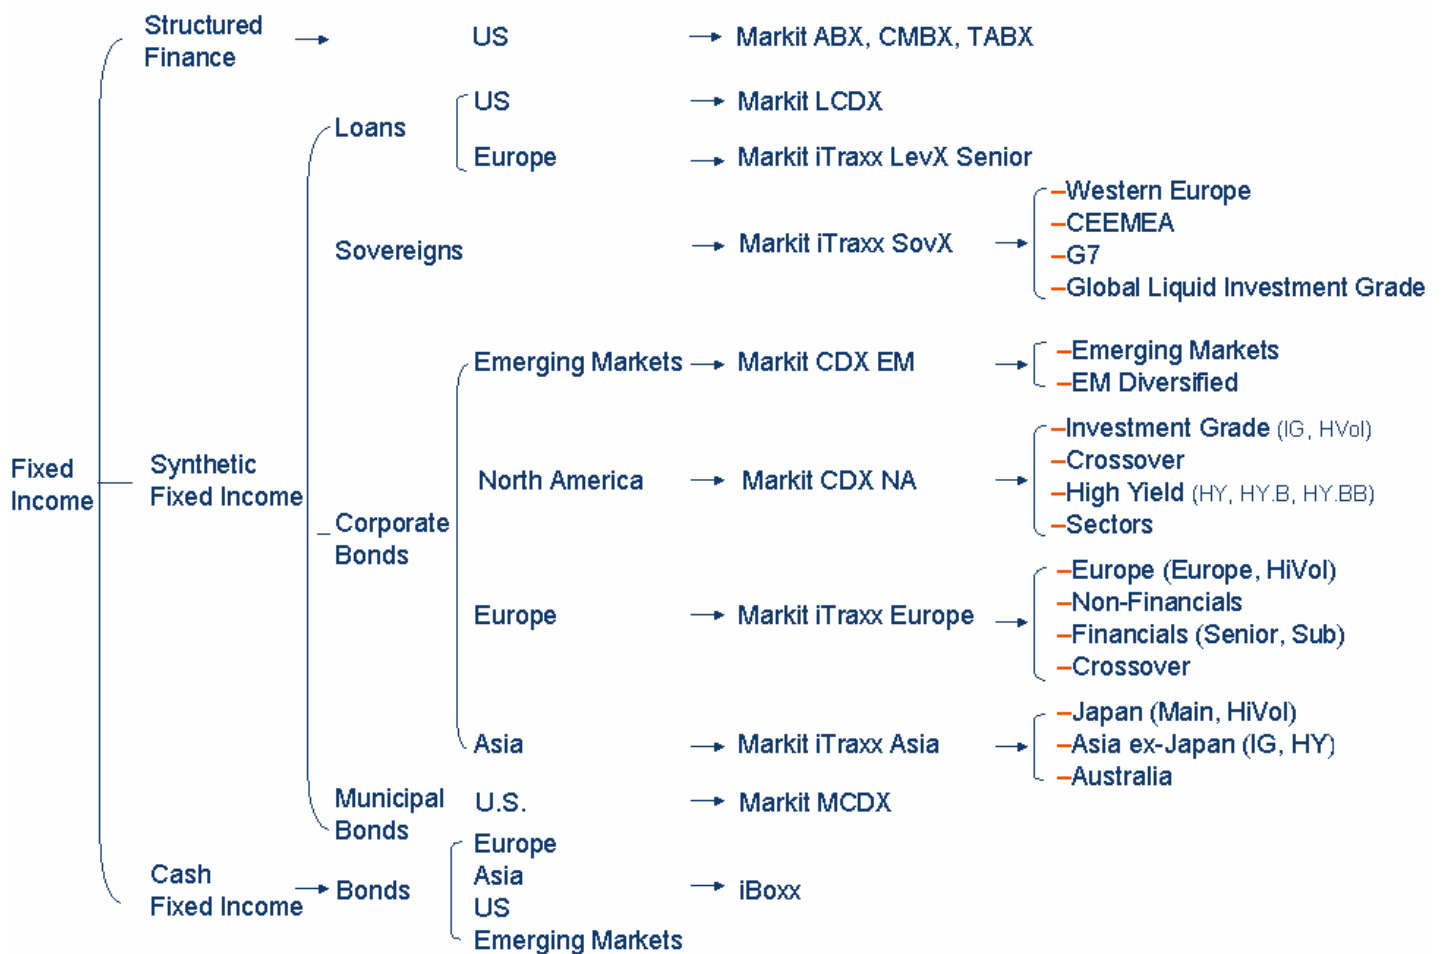 Structured
Finance
US
Markit ABX, CMBX, TABX
US
Markit LCDX
Loans
Europe
Markit iTraxx LevX Senior
Sovereigns
Markit iTraxx SovX
–Western Europe
–CEEMEA
–G7
–Global Liquid Investment Grade
Emerging Markets
Markit CDX EM
–Emerging Markets
–EM Diversified
Fixed
Income
Synthetic
Fixed Income
North America
Markit CDX NA
–Investment Grade (IG, HVol)
–Crossover
–High Yield (HY, HY.B, HY.BB)
–Sectors
Corporate
Bonds
Europe
Markit iTraxx Europe
–Europe (Europe, HiVol)
–Non-Financials
–Financials (Senior, Sub)
–Crossover
Asia
Markit iTraxx Asia
–Japan (Main, HiVol)
–Asia ex-Japan (IG, HY)
–Australia
Municipal
Bonds
U.S.
Markit MCDX
Cash
Fixed Income
Bonds
Europe
Asia
US
Emerging Markets
iBoxx